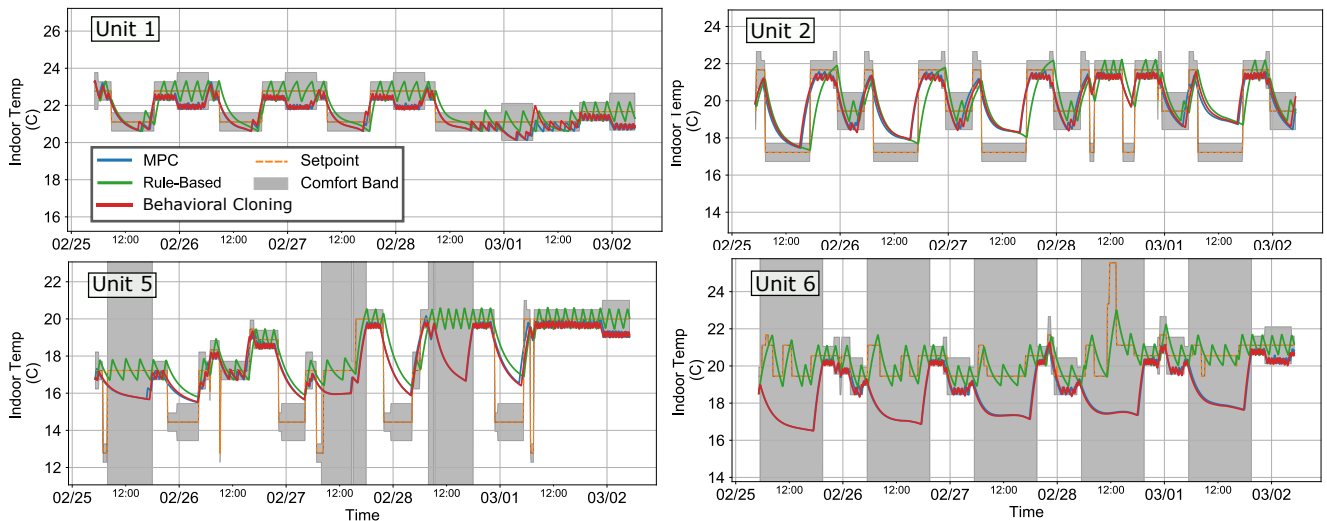 Unit 1
26
24
22
20
18
16
Indoor Temp
(C)
MPC
Setpoint
Rule-Based
Comfort Band
Behavioral Cloning
12:00 12:00 12:00 12:00 12:00
02/25 02/26 02/27 02/28 03/01 03/02
Unit 2
24
22
20
18
16
14
Indoor Temp
(C)
12:00 12:00 12:00 12:00 12:00
02/25 02/26 02/27 02/28 03/01 03/02
Unit 5
22
20
18
16
14
12
Indoor Temp
(C)
12:00 12:00 12:00 12:00 12:00
02/25 02/26 02/27 02/28 03/01 03/02
Time
Unit 6
24
22
20
18
16
14
Indoor Temp
(C)
12:00 12:00 12:00 12:00 12:00
02/25 02/26 02/27 02/28 03/01 03/02
Time